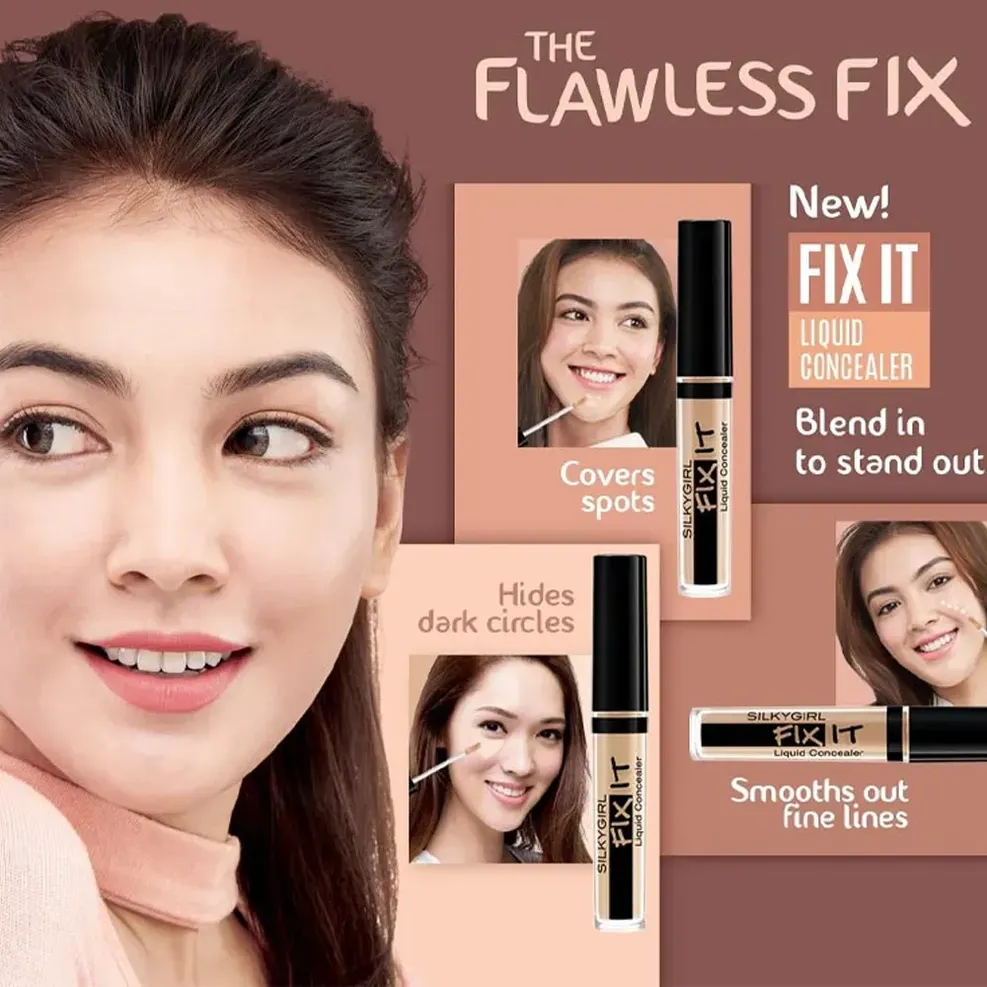 THE
FLAWLESS FIX
New!
FIX IT
LIQUID
CONCEALER
Blend in
to stand out
Covers
spots
SILKYGIRL
FIX IT
Liquid Concealer
Hides
dark circles
SILKYGIRL
FIX IT
Liquid Concealer
SILKYGIRL
FIX IT
Liquid Concealer
Smooths out
fine lines